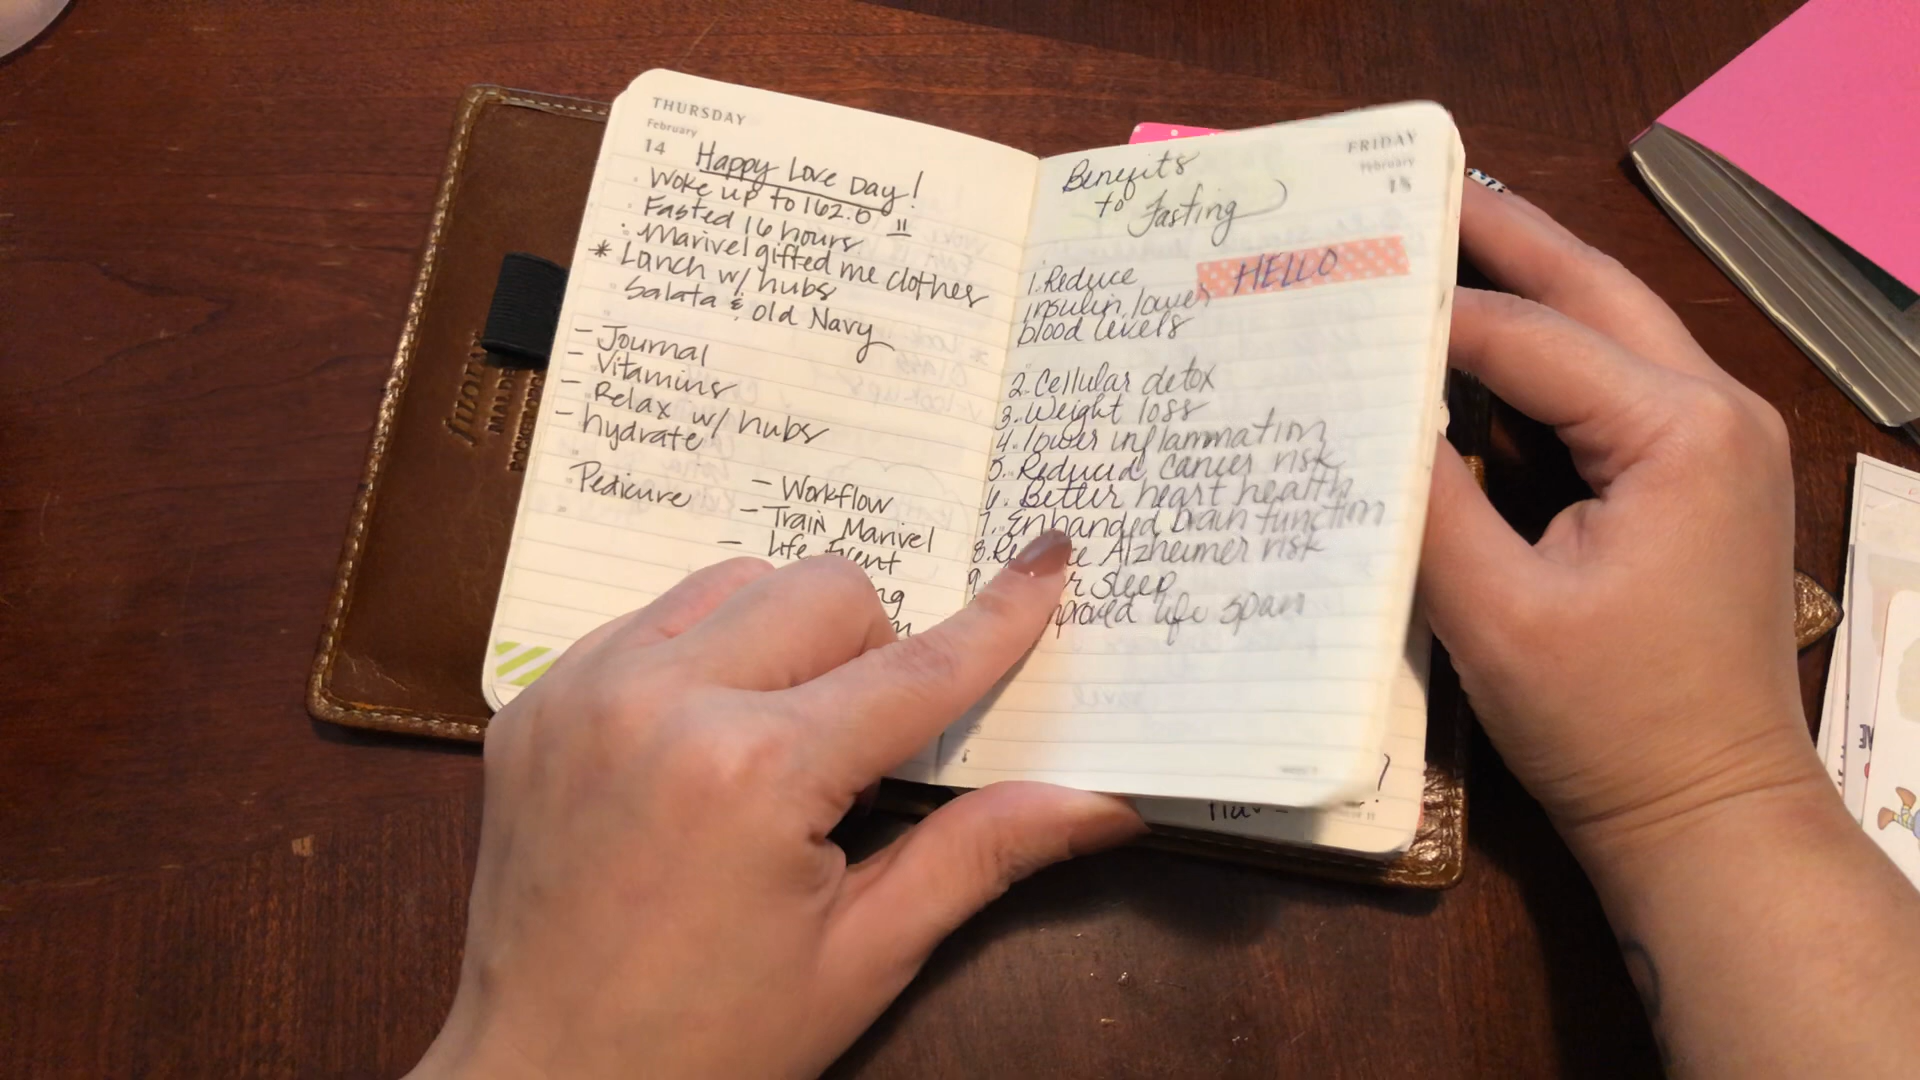 THURSDAY
February
14
Happy Love Day!
Woke up to 162.0
Fasted 16 hours
Marivel gifted me clothes
* Lunch w/ hubs
Salata & Old Navy
- Journal
- Vitamins
- Relax w/ hubs
- hydrate
Pedicure
- Workflow
- Train Marivel
- Life Event
FRIDAY
February
15
Benefits
to Fasting
HELLO
1. Reduce
insulin, lower
blood levels
2. Cellular detox
3. Weight loss
4. lower inflammation
5. Reduced cancer risk
6. Better heart health
7. Enhanced brain function
8. Alzheimer risk
9. sleep
life span
MADE